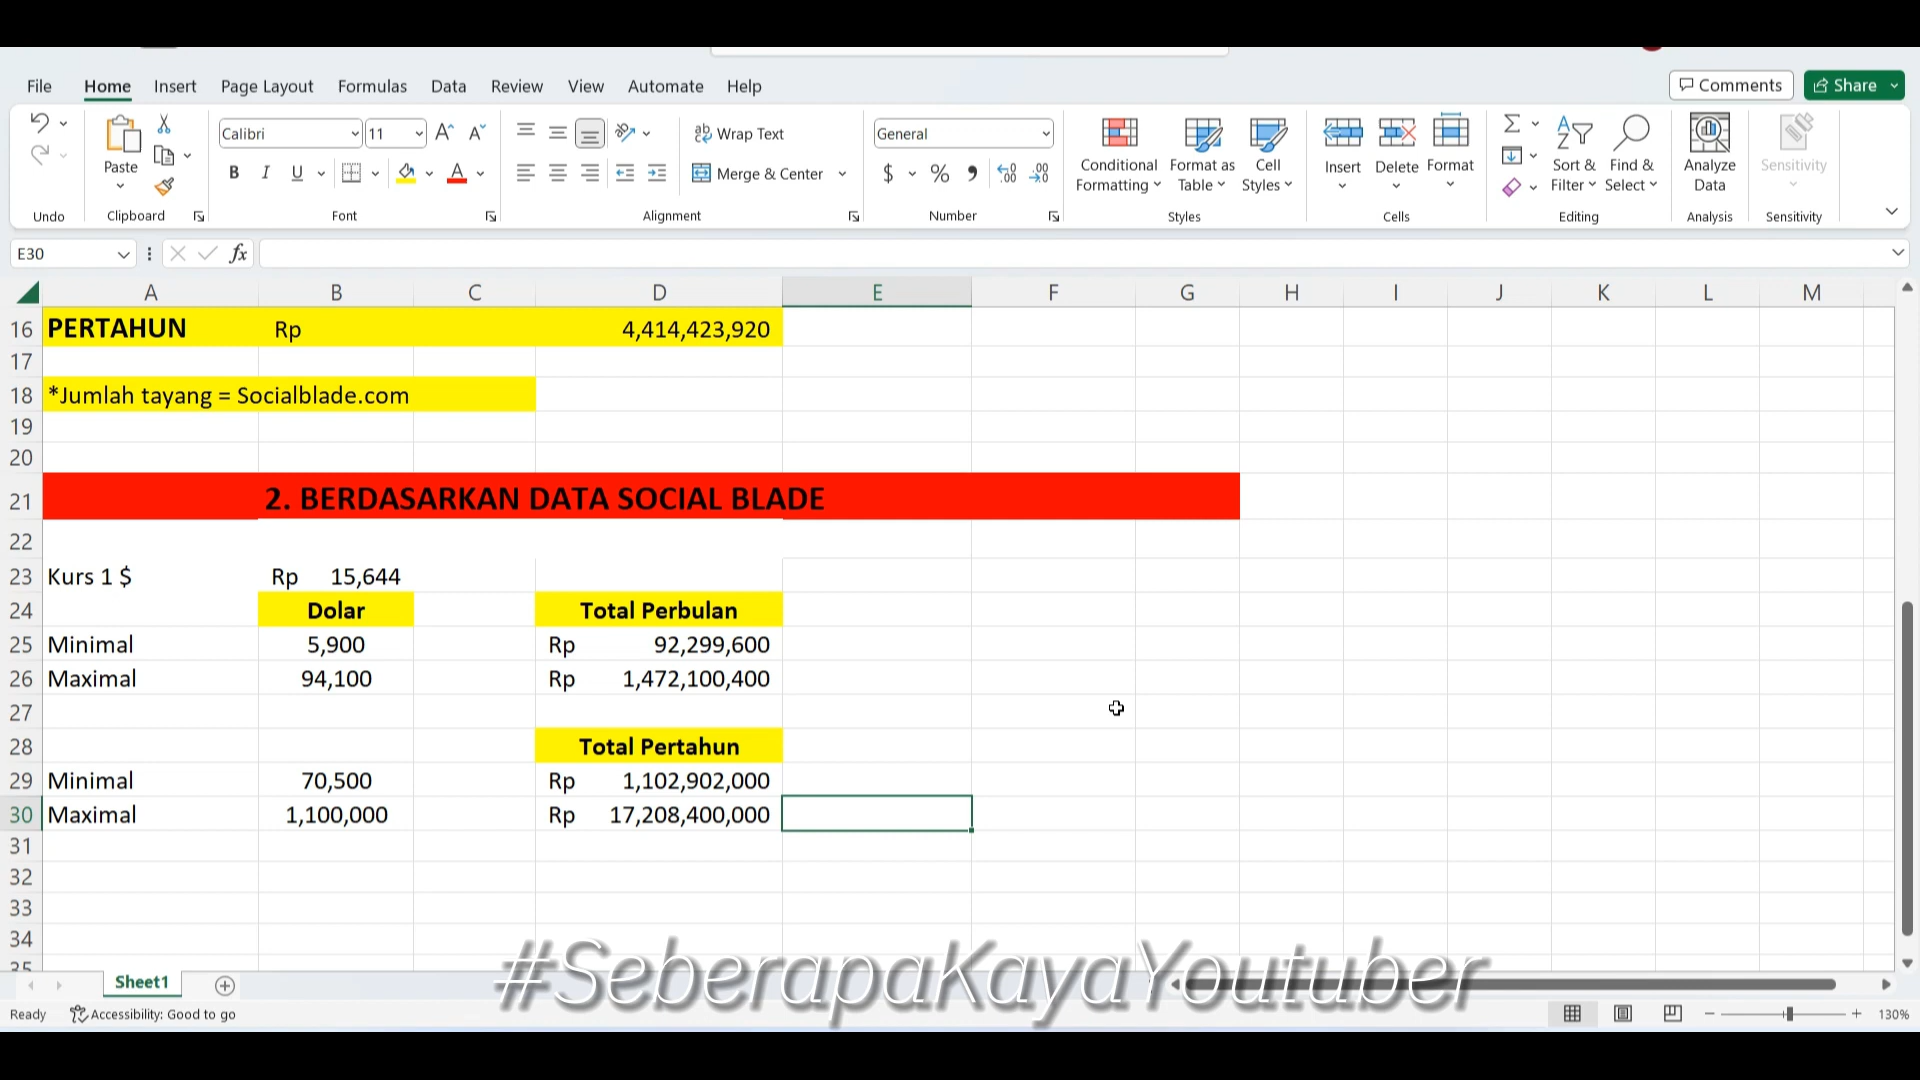 File Home Insert Page Layout Formulas Data Review View Automate Help Comments Share
Calibri 11 Wrap Text General
Paste B I U Merge & Center $ % Conditional Formatting Format as Table Cell Styles Insert Delete Format Sort & Filter Find & Select Analyze Data Sensitivity
Undo Clipboard Font Alignment Number Styles Cells Editing Analysis Sensitivity
E30 fx
A B C D E F G H I J K L M
16 PERTAHUN Rp 4,414,423,920
17
18 *Jumlah tayang = Socialblade.com
19
20
21 2. BERDASARKAN DATA SOCIAL BLADE
22
23 Kurs 1 $ Rp 15,644
24 Dolar Total Perbulan
25 Minimal 5,900 Rp 92,299,600
26 Maximal 94,100 Rp 1,472,100,400
27
28 Total Pertahun
29 Minimal 70,500 Rp 1,102,902,000
30 Maximal 1,100,000 Rp 17,208,400,000
31
32
33
34
35
#SeberapaKayaYoutuber
Sheet1
Ready Accessibility: Good to go 130%